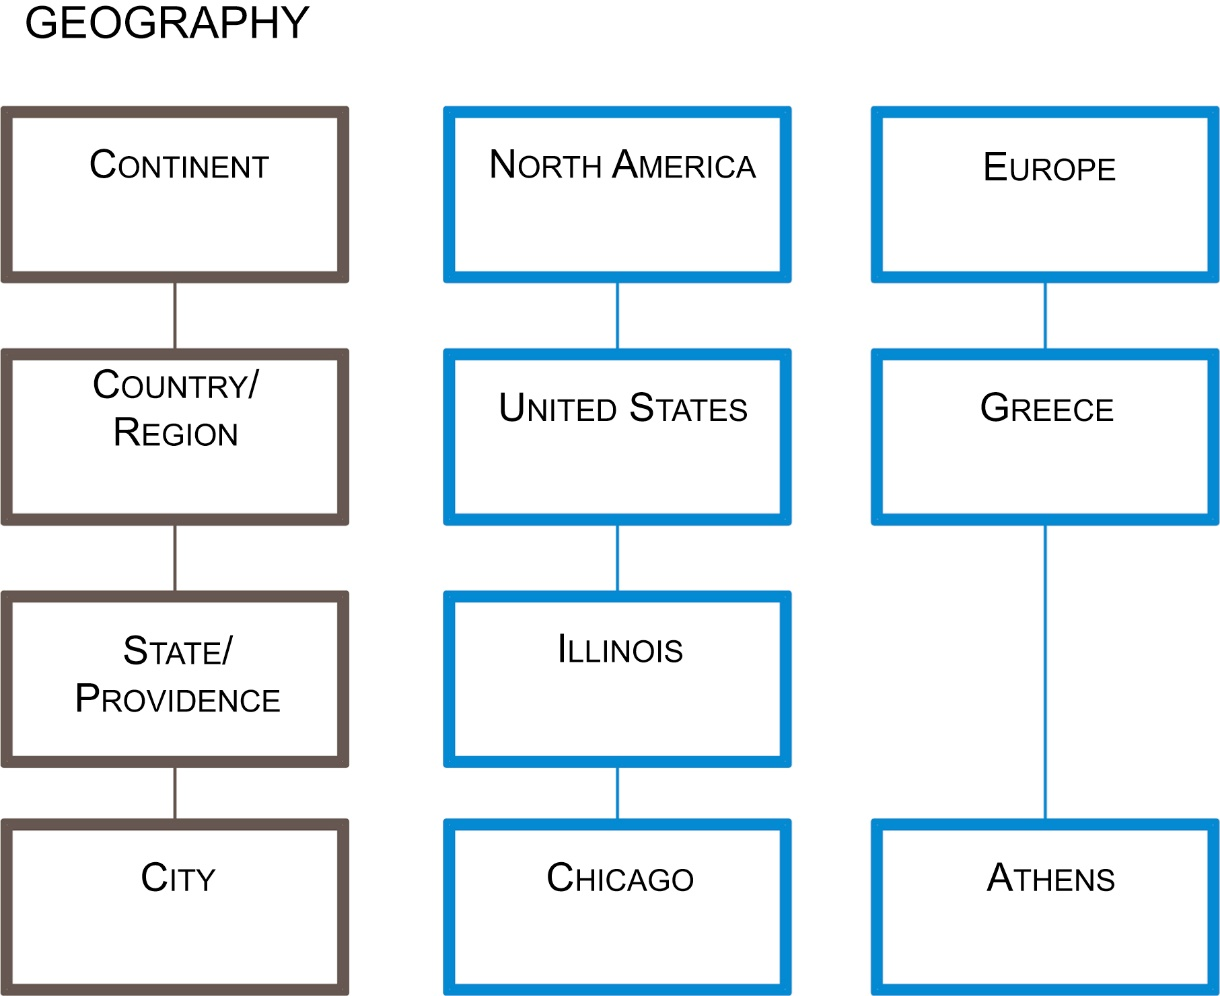 GEOGRAPHY
CONTINENT
NORTH AMERICA
EUROPE
COUNTRY/
REGION
UNITED STATES
GREECE
STATE/
PROVIDENCE
ILLINOIS
CITY
CHICAGO
ATHENS